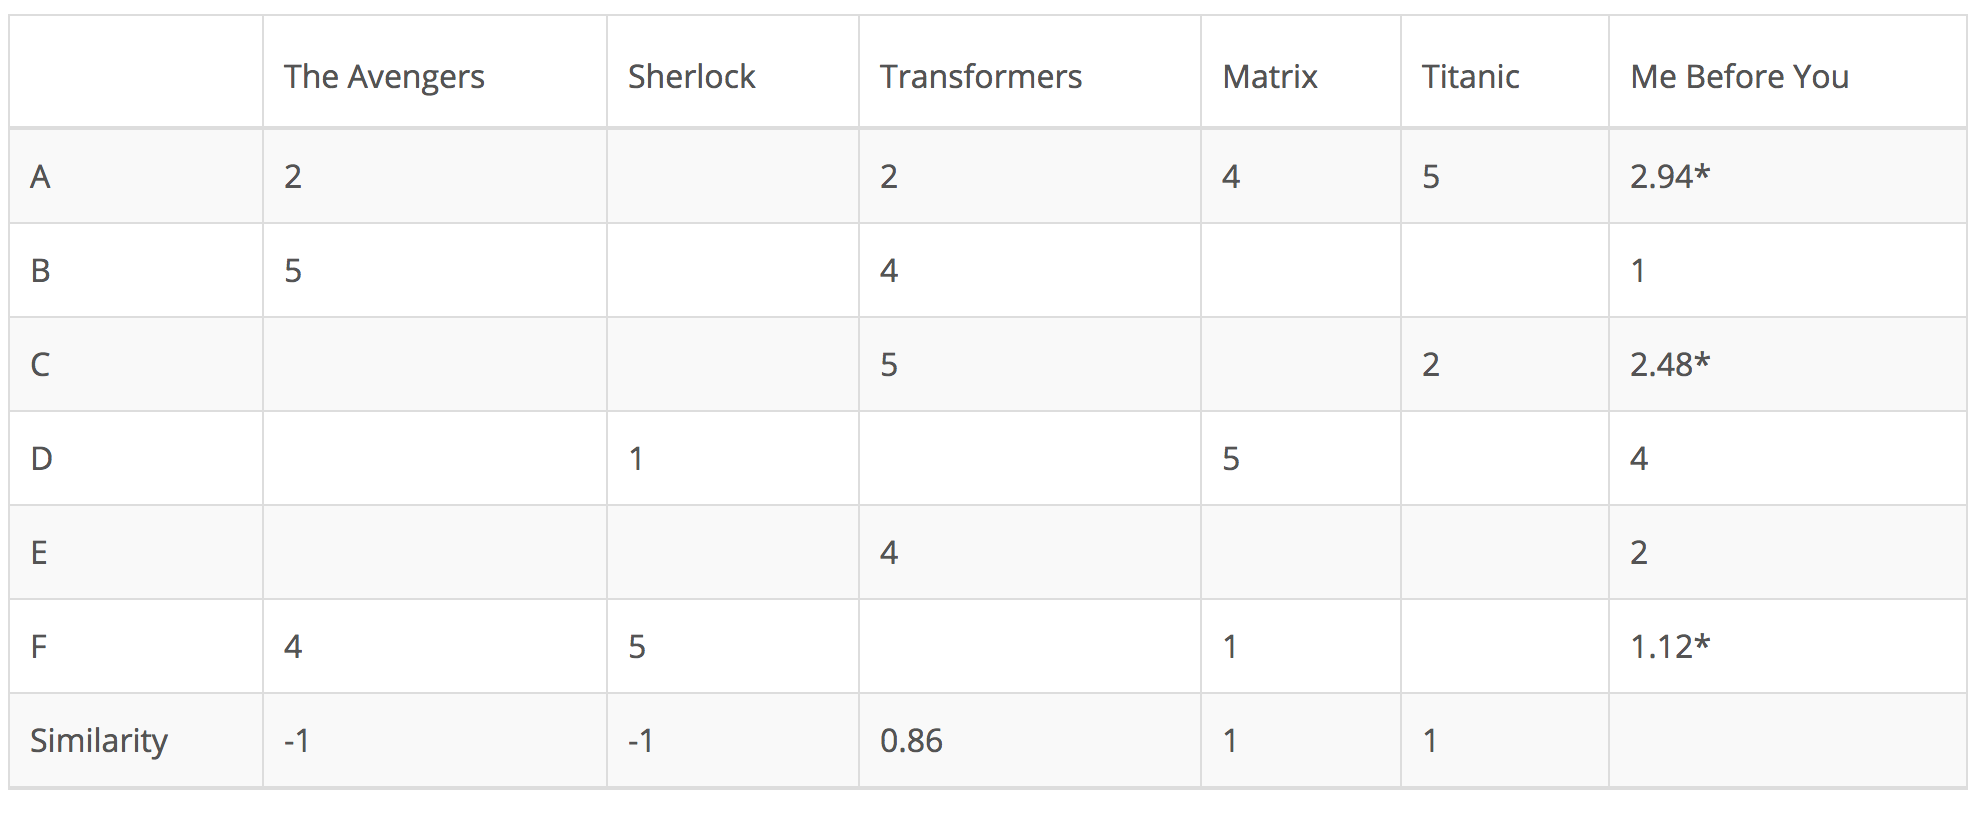 The Avengers Sherlock Transformers Matrix Titanic Me Before You
A 2 2 4 5 2.94*
B 5 4 1
C 5 2 2.48*
D 1 5 4
E 4 2
F 4 5 1 1.12*
Similarity -1 -1 0.86 1 1